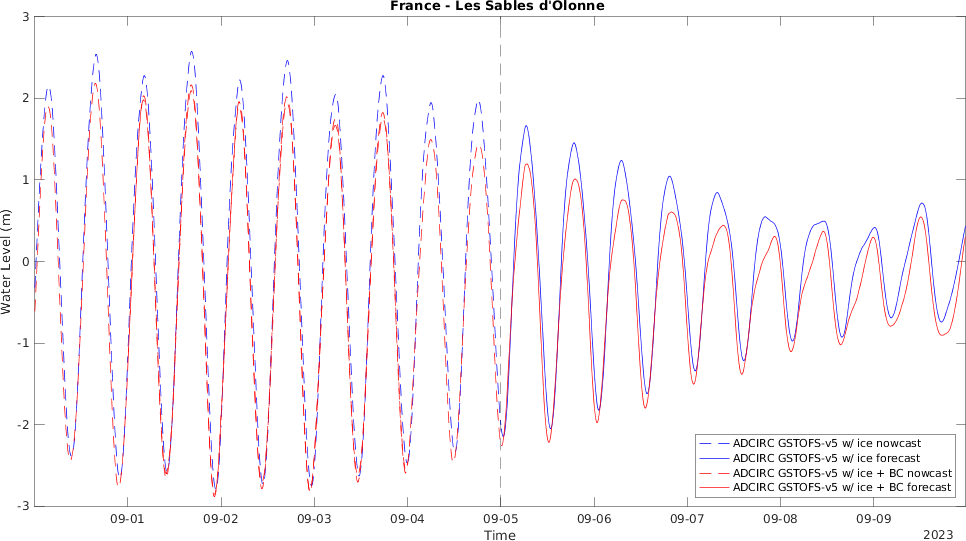 France - Les Sables d'Olonne
3
2
1
0
-1
-2
-3
Water Level (m)
ADCIRC GSTOFS-v5 w/ ice nowcast
ADCIRC GSTOFS-v5 w/ ice forecast
ADCIRC GSTOFS-v5 w/ ice + BC nowcast
ADCIRC GSTOFS-v5 w/ ice + BC forecast
09-01 09-02 09-03 09-04 09-05 09-06 09-07 09-08 09-09
Time
2023